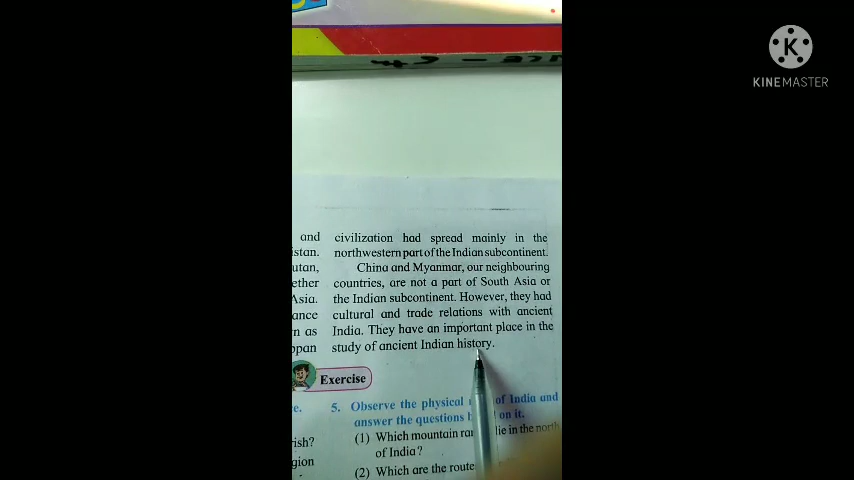 KINEMASTER
and
istan.
utan,
ether
Asia.
ance
n as
ppan
civilization had spread mainly in the
northwestern part of the Indian subcontinent.
China and Myanmar, our neighbouring
countries, are not a part of South Asia or
the Indian subcontinent. However, they had
cultural and trade relations with ancient
India. They have an important place in the
study of ancient Indian history.
Exercise
e.
rish?
gion
5. Observe the physical of India and
answer the questions on it.
(1) Which mountain lie in the north
of India?
(2) Which are the route